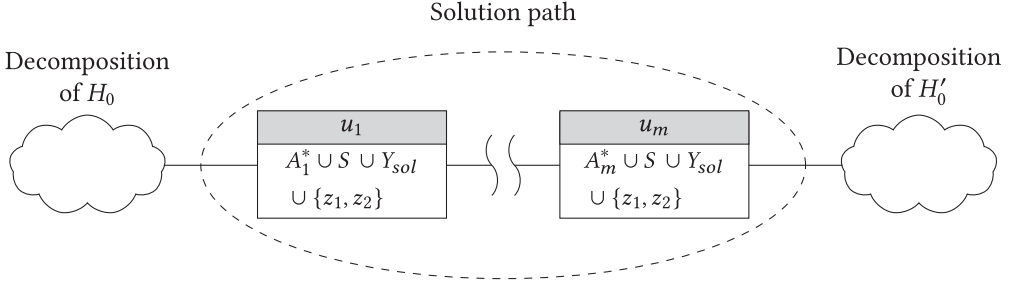 Solution path
Decomposition
of H₀
Decomposition
of H₀′
u₁
A₁* ∪ S ∪ Yₛₒₗ
∪ {z₁, z₂}
uₘ
Aₘ* ∪ S ∪ Yₛₒₗ
∪ {z₁, z₂}